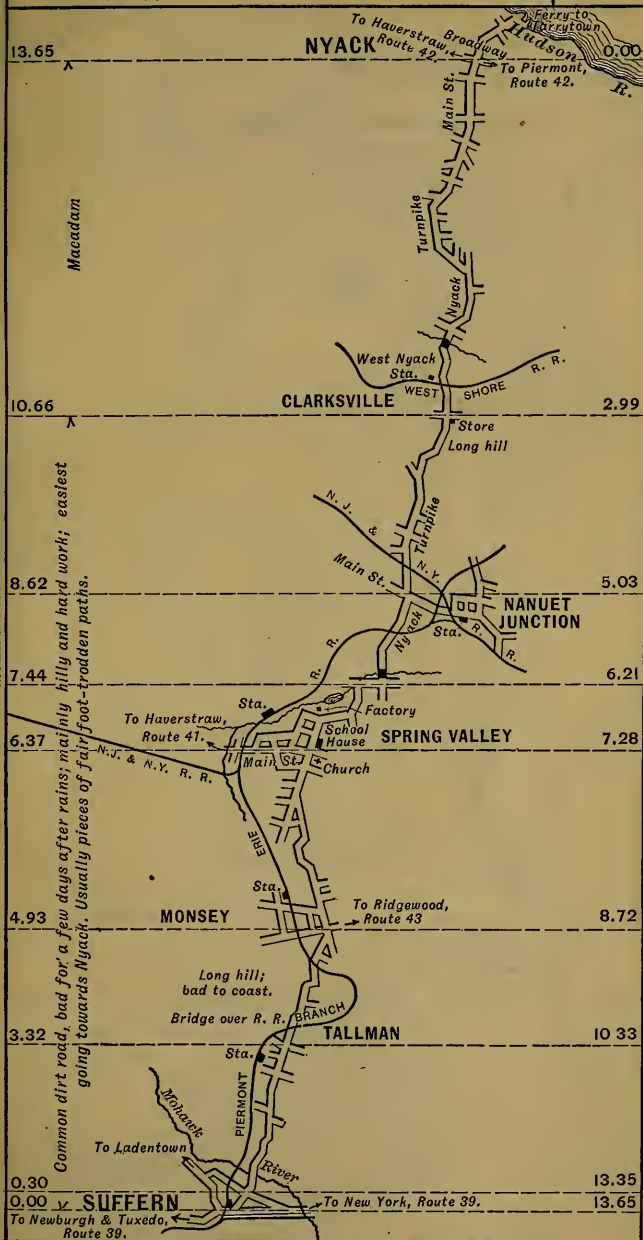 Ferry to
Tarrytown
Hudson
R.
To Haverstraw,
Route 42
Broadway
13.65 NYACK 0.00
To Piermont,
Route 42.
Main St.
Macadam
Turnpike
Nyack
West Nyack
Sta.
WEST SHORE R. R.
10.66 CLARKSVILLE 2.99
Store
Long hill
Turnpike
N. J. & N. Y. R. R.
Main St.
8.62 5.03
NANUET
JUNCTION
Sta.
Nyack
R. R.
7.44 6.21
Sta.
Factory
To Haverstraw,
Route 41.
School
House
SPRING VALLEY
6.37 7.28
Main St.
Church
N.J. & N.Y. R. R.
ERIE
Common dirt road, bad for a few days after rains; mainly hilly and hard work; easiest
going towards Nyack. Usually pieces of fair foot-trodden paths.
Sta.
MONSEY
To Ridgewood,
Route 43
4.93 8.72
Long hill;
bad to coast.
Bridge over R. R.
BRANCH
TALLMAN
3.32 10 33
Sta.
PIERMONT
Mohawk
River
To Ladentown
0.30 13.35
0.00 SUFFERN 13.65
To New York, Route 39.
To Newburgh & Tuxedo,
Route 39.